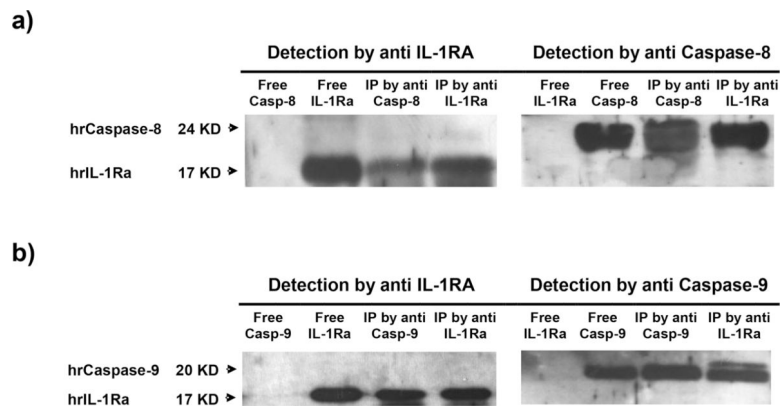 a)
Detection by anti IL-1RA Detection by anti Caspase-8
Free Casp-8 Free IL-1Ra IP by anti Casp-8 IP by anti IL-1Ra Free IL-1Ra Free Casp-8 IP by anti Casp-8 IP by anti IL-1Ra
hrCaspase-8 24 KD
hrIL-1Ra 17 KD
b)
Detection by anti IL-1RA Detection by anti Caspase-9
Free Casp-9 Free IL-1Ra IP by anti Casp-9 IP by anti IL-1Ra Free IL-1Ra Free Casp-9 IP by anti Casp-9 IP by anti IL-1Ra
hrCaspase-9 20 KD
hrIL-1Ra 17 KD